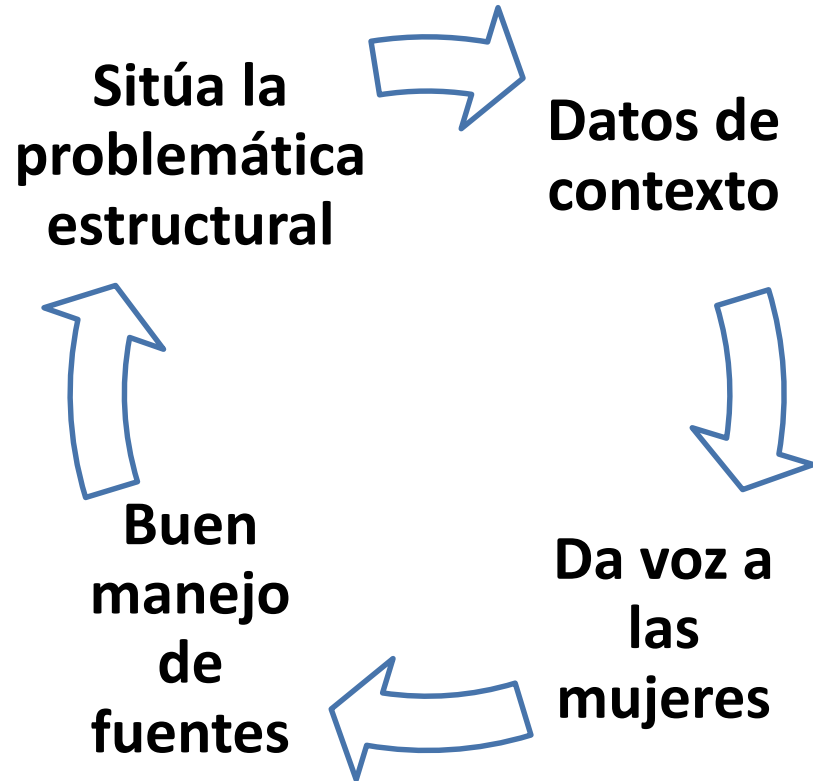 Sitúa la
problemática
estructural
Datos de
contexto
Da voz a
las
mujeres
Buen
manejo
de
fuentes